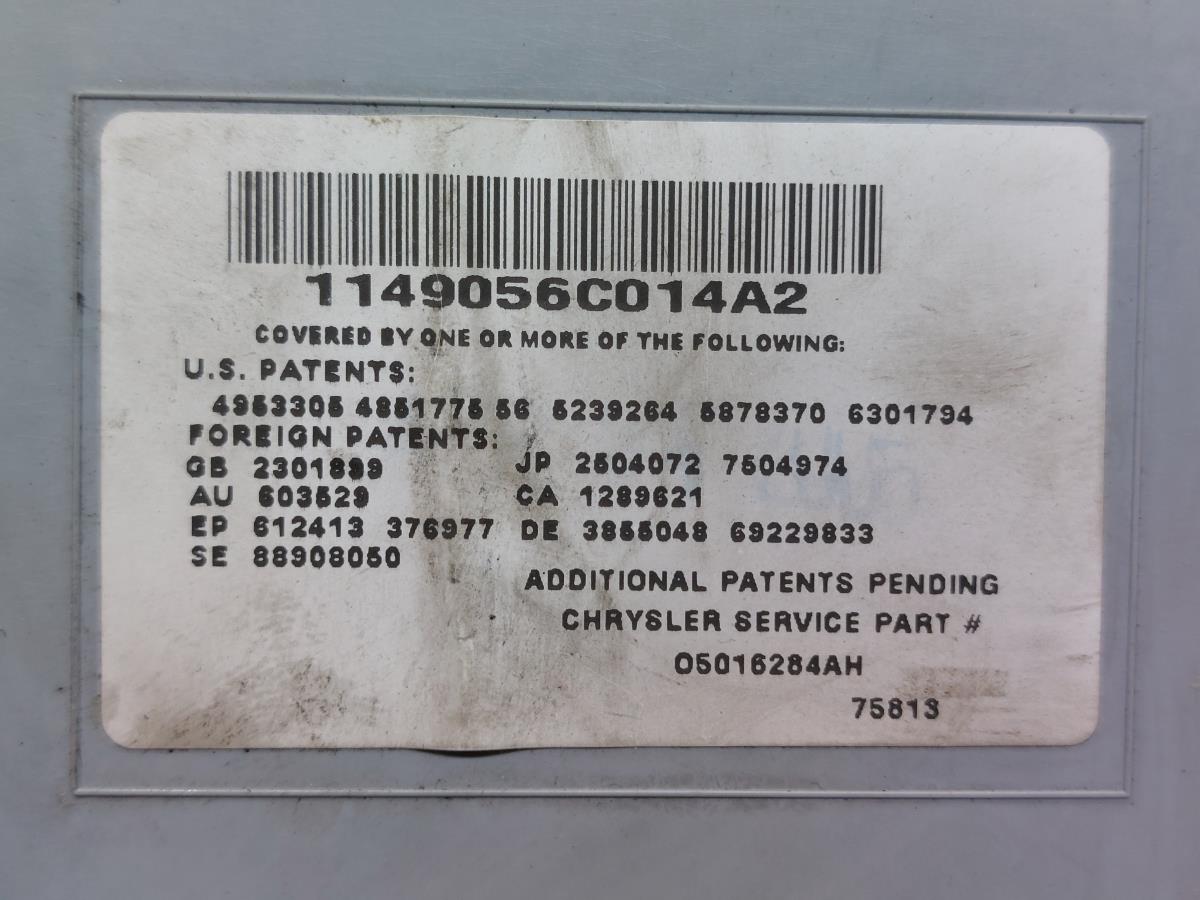 1149056C014A2
COVERED BY ONE OR MORE OF THE FOLLOWING:
U.S. PATENTS:
4953305 4851775 56 5239264 5878370 6301794
FOREIGN PATENTS:
GB 2301899 JP 2504072 7504974
AU 603529 CA 1289621
EP 612413 376977 DE 3855048 69229833
SE 88908050
ADDITIONAL PATENTS PENDING
CHRYSLER SERVICE PART #
05016284AH
75813